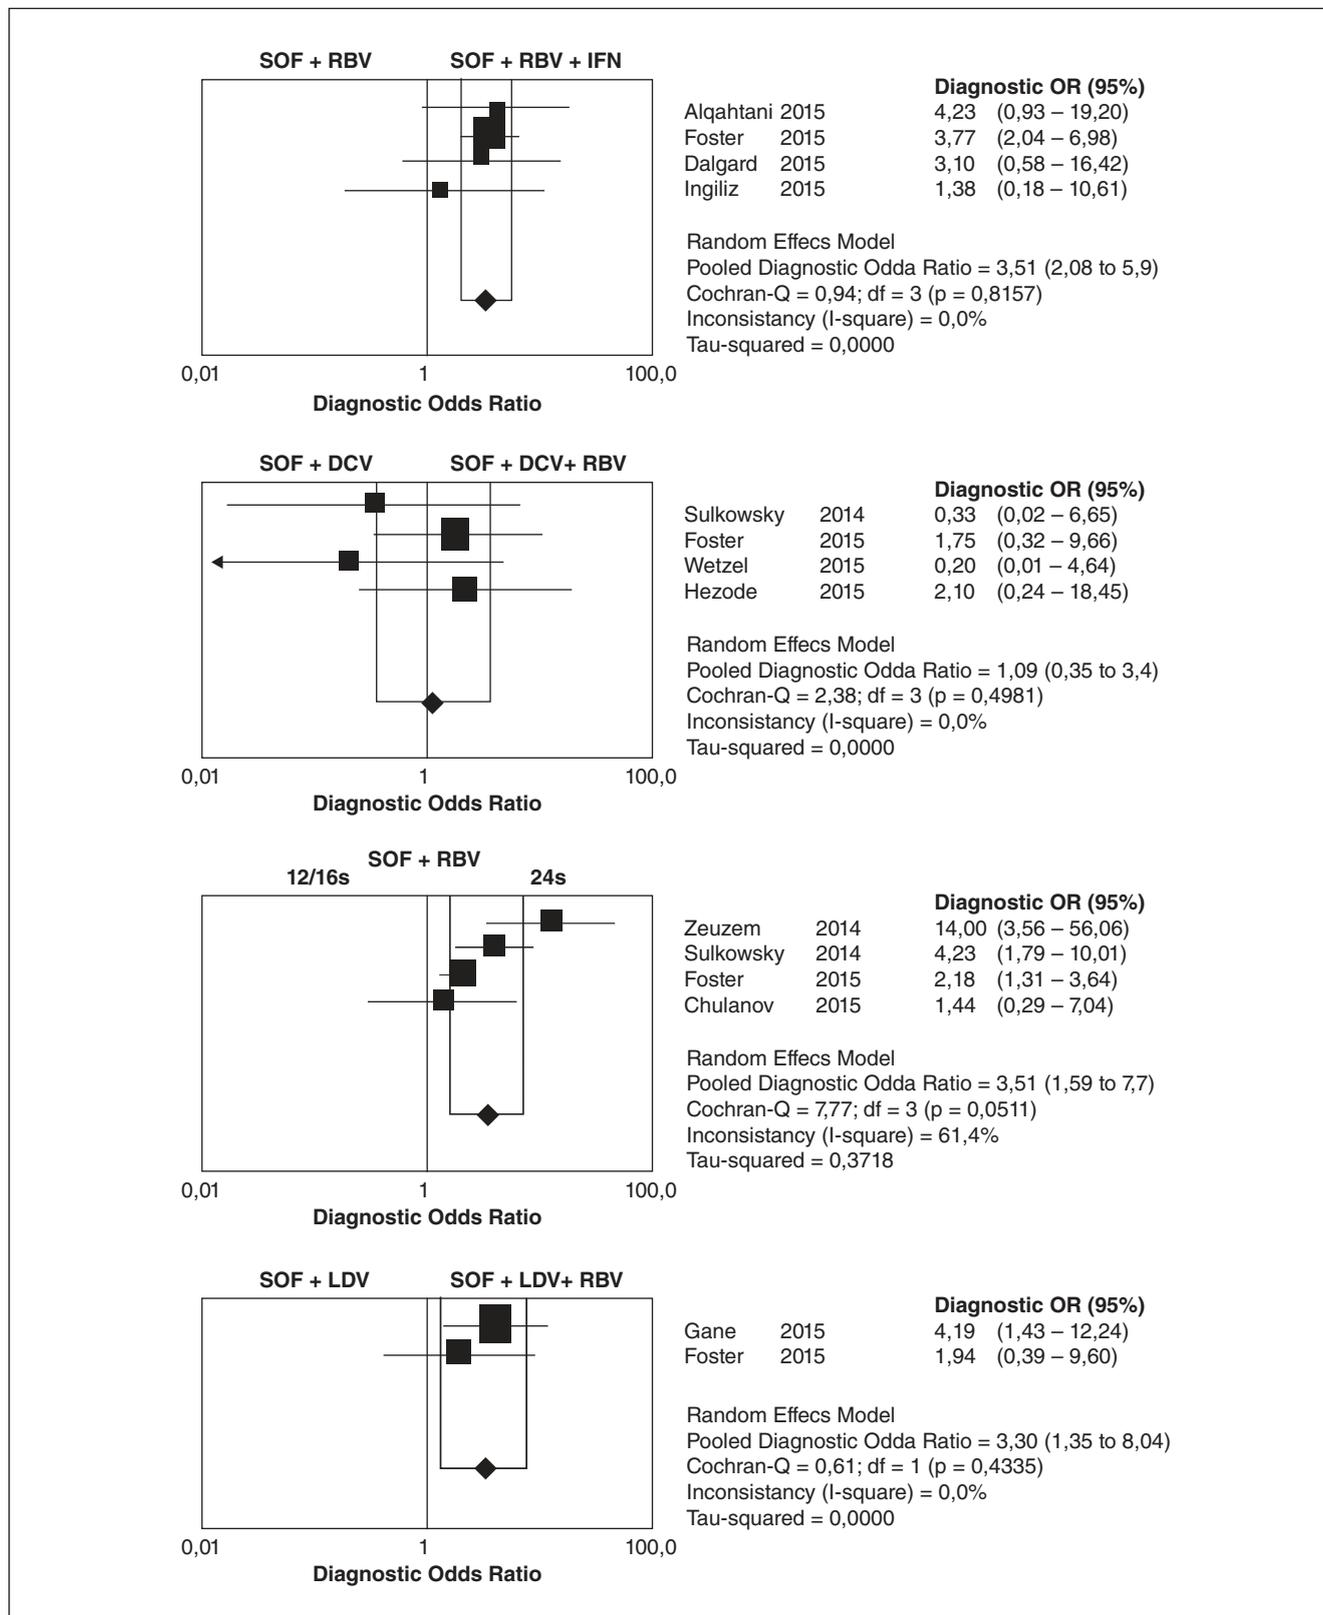 SOF + RBV SOF + RBV + IFN
Diagnostic OR (95%)
Alqahtani 2015 4,23 (0,93 – 19,20)
Foster 2015 3,77 (2,04 – 6,98)
Dalgard 2015 3,10 (0,58 – 16,42)
Ingiliz 2015 1,38 (0,18 – 10,61)
Random Effecs Model
Pooled Diagnostic Odda Ratio = 3,51 (2,08 to 5,9)
Cochran-Q = 0,94; df = 3 (p = 0,8157)
Inconsistancy (I-square) = 0,0%
Tau-squared = 0,0000
0,01 1 100,0
Diagnostic Odds Ratio
SOF + DCV SOF + DCV+ RBV
Diagnostic OR (95%)
Sulkowsky 2014 0,33 (0,02 – 6,65)
Foster 2015 1,75 (0,32 – 9,66)
Wetzel 2015 0,20 (0,01 – 4,64)
Hezode 2015 2,10 (0,24 – 18,45)
Random Effecs Model
Pooled Diagnostic Odda Ratio = 1,09 (0,35 to 3,4)
Cochran-Q = 2,38; df = 3 (p = 0,4981)
Inconsistancy (I-square) = 0,0%
Tau-squared = 0,0000
0,01 1 100,0
Diagnostic Odds Ratio
SOF + RBV
12/16s 24s
Diagnostic OR (95%)
Zeuzem 2014 14,00 (3,56 – 56,06)
Sulkowsky 2014 4,23 (1,79 – 10,01)
Foster 2015 2,18 (1,31 – 3,64)
Chulanov 2015 1,44 (0,29 – 7,04)
Random Effecs Model
Pooled Diagnostic Odda Ratio = 3,51 (1,59 to 7,7)
Cochran-Q = 7,77; df = 3 (p = 0,0511)
Inconsistancy (I-square) = 61,4%
Tau-squared = 0,3718
0,01 1 100,0
Diagnostic Odds Ratio
SOF + LDV SOF + LDV+ RBV
Diagnostic OR (95%)
Gane 2015 4,19 (1,43 – 12,24)
Foster 2015 1,94 (0,39 – 9,60)
Random Effecs Model
Pooled Diagnostic Odda Ratio = 3,30 (1,35 to 8,04)
Cochran-Q = 0,61; df = 1 (p = 0,4335)
Inconsistancy (I-square) = 0,0%
Tau-squared = 0,0000
0,01 1 100,0
Diagnostic Odds Ratio